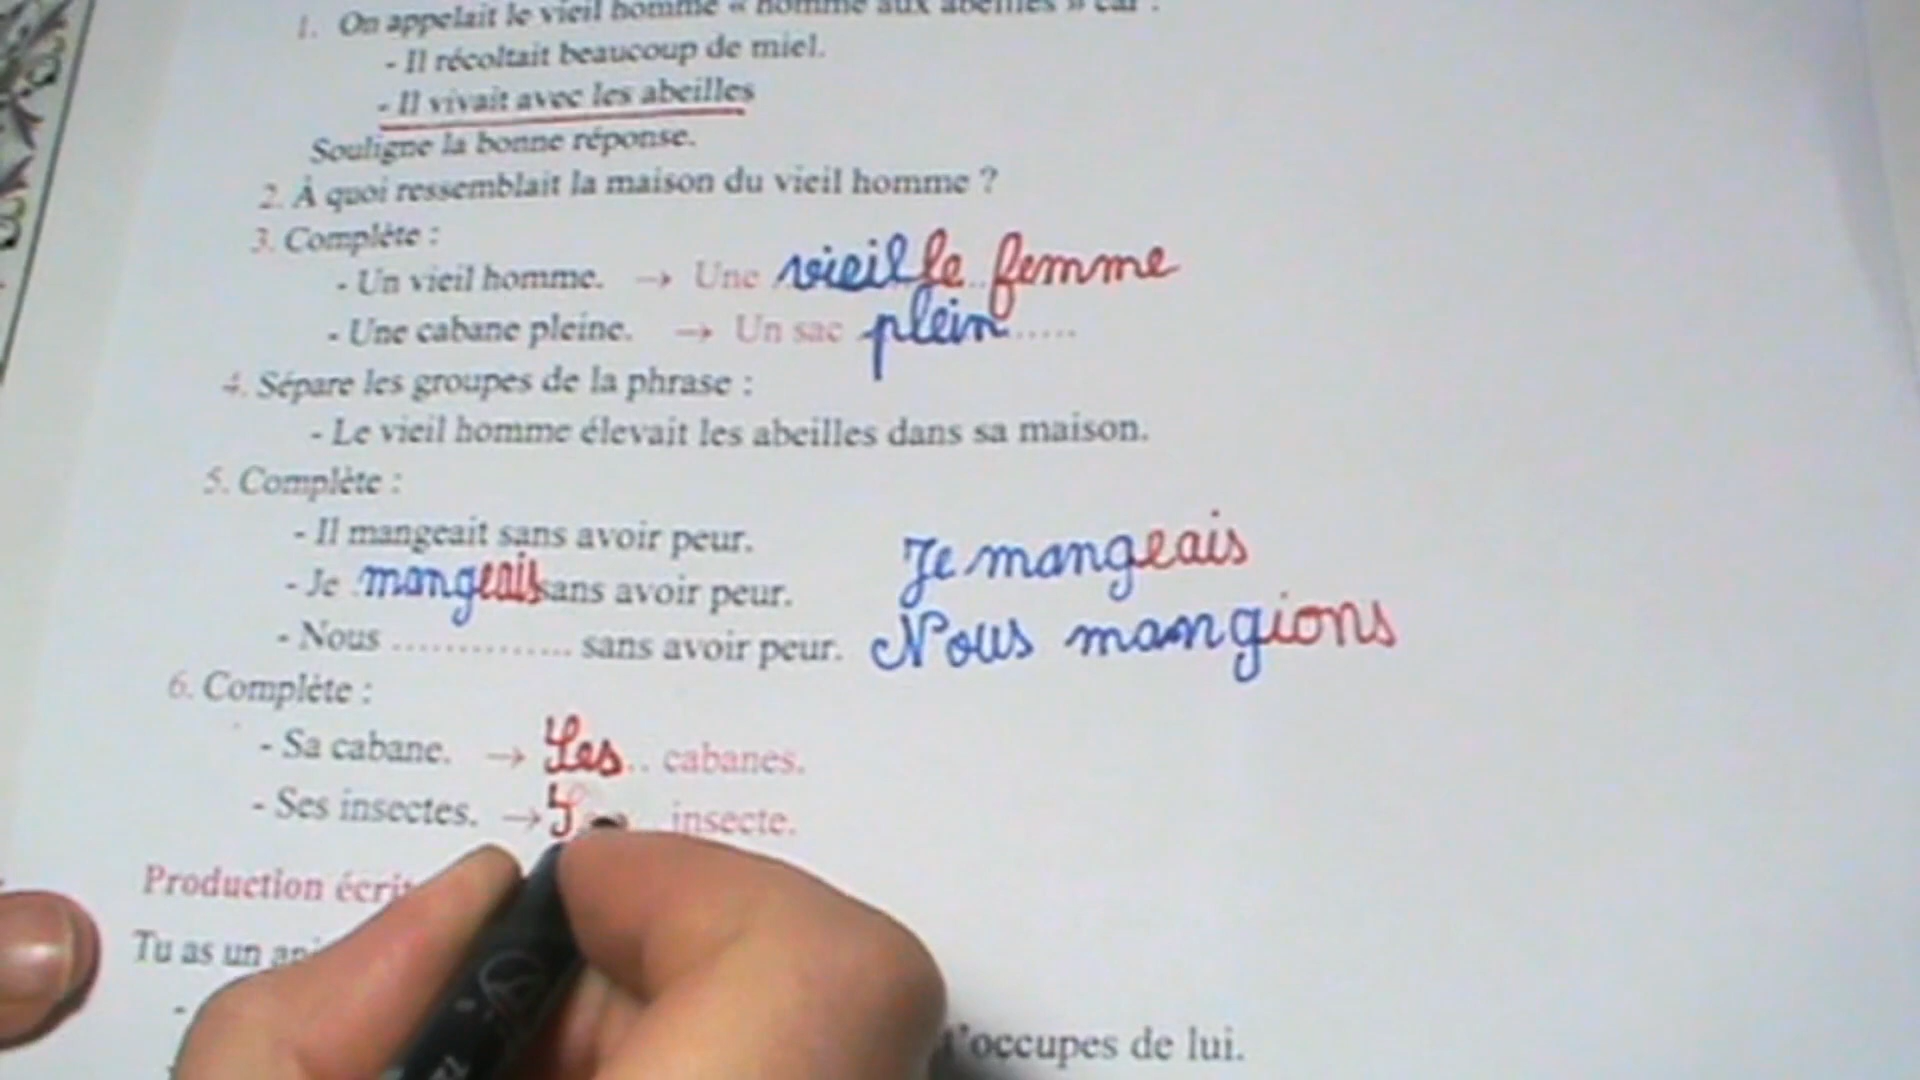 1. On appelait le vieil homme « homme aux abeilles » car :
- Il récoltait beaucoup de miel.
- Il vivait avec les abeilles
Souligne la bonne réponse.
2. À quoi ressemblait la maison du vieil homme ?
3. Complète :
- Un vieil homme. → Une vieille femme
- Une cabane pleine. → Un sac plein.....
4. Sépare les groupes de la phrase :
- Le vieil homme élevait les abeilles dans sa maison.
5. Complète :
- Il mangeait sans avoir peur.
- Je mangeais sans avoir peur. Je mangeais
- Nous .............. sans avoir peur. Nous mangions
6. Complète :
- Sa cabane. → Ses.. cabanes.
- Ses insectes. → S insecte.
Production écrit
Tu as un ani
-
t'occupes de lui.